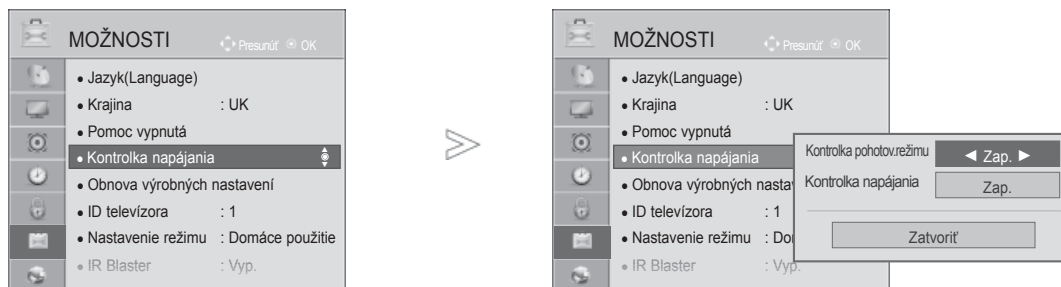 MOŽNOSTI
Presunúť OK
• Jazyk(Language)
• Krajina : UK
• Pomoc vypnutá
• Kontrolka napájania
• Obnova výrobných nastavení
• ID televízora : 1
• Nastavenie režimu : Domáce použitie
• IR Blaster : Vyp.
MOŽNOSTI
Presunúť OK
• Jazyk(Language)
• Krajina : UK
• Pomoc vypnutá
• Kontrolka napájania
• Obnova výrobných
• ID televízora : 1
• Nastavenie režimu
• IR Blaster : Vyp.
Kontrolka pohotov.režimu ◄ Zap. ►
Kontrolka napájania Zap.
Zatvoriť